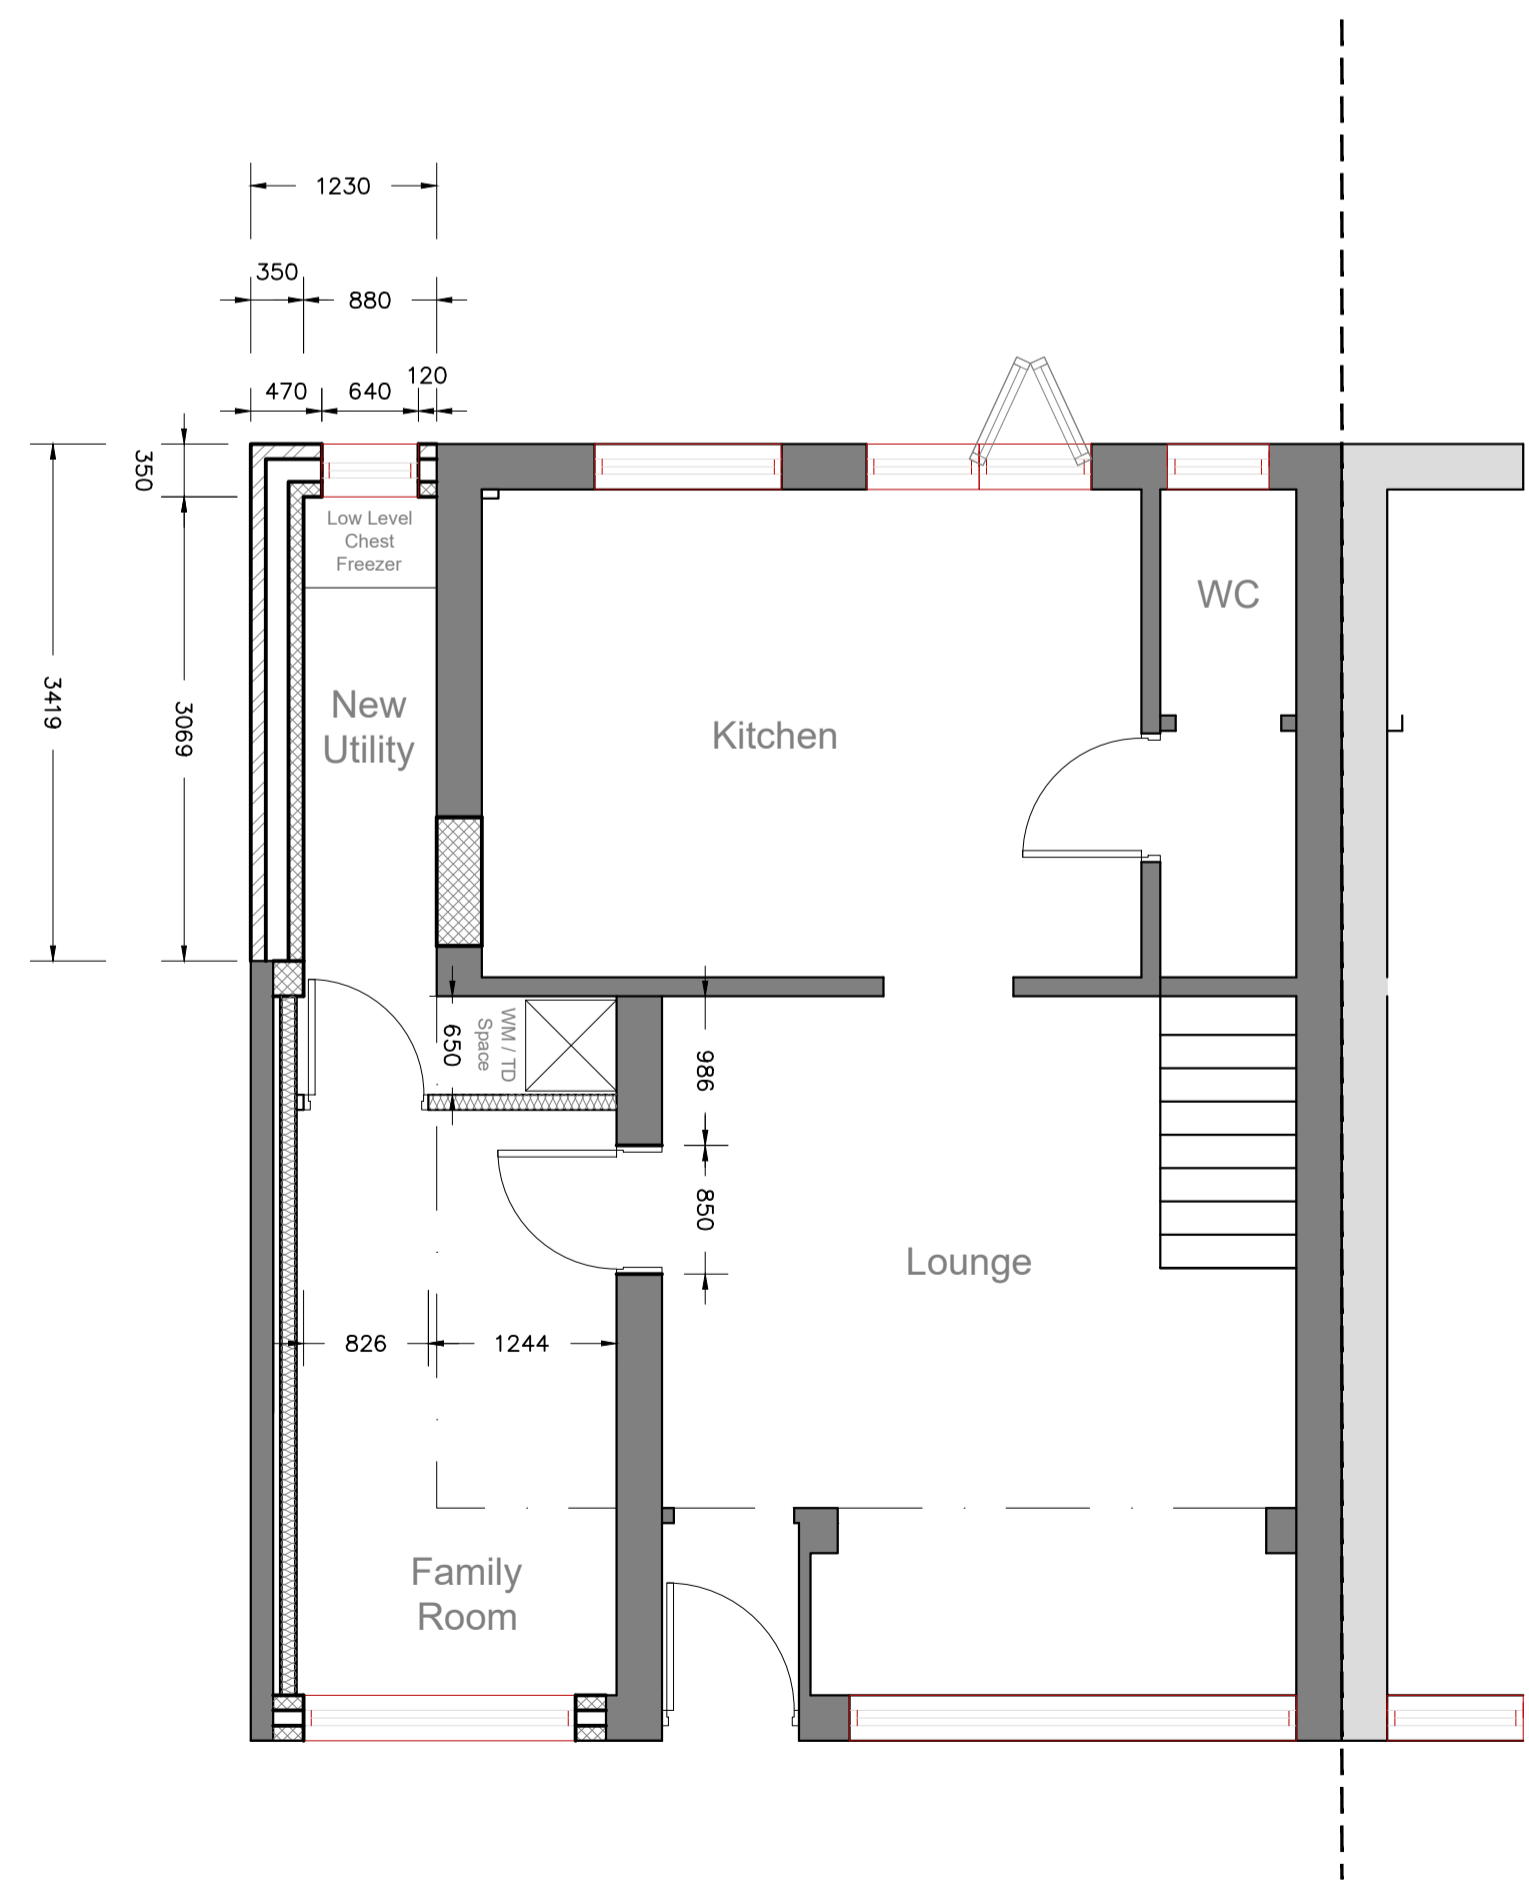 1230
350
880
120
470
640
350
Low Level
Chest
Freezer
WC
New
Utility
Kitchen
3419
3069
WM / TD
Space
650
986
850
Lounge
826
1244
Family
Room